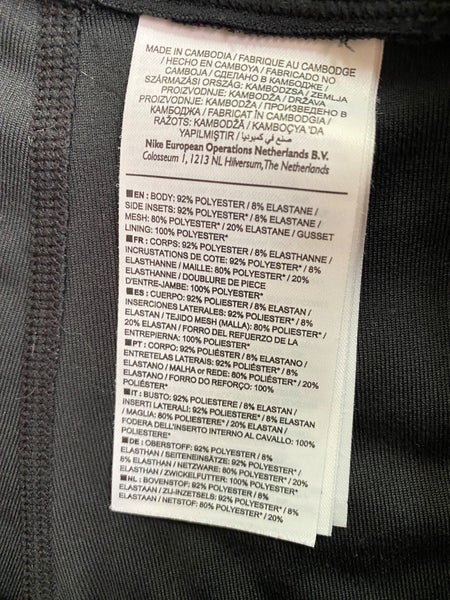 MADE IN CAMBODIA / FABRIQUE AU CAMBODGE
/ HECHO EN CAMBOYA / FABRICADO NO
CAMBOJA / СДЕЛАНО В КАМБОДЖЕ /
SZÁRMAZÁSI ORSZÁG: KAMBODZSA / ZEMLJA
PORIJEKLA: KAMBODŽA / DRŽAVA
PROIZVODNJE: KAMBODŽA / ПРОИЗВЕДЕНО В
КАМБОДЖА / FABRICAT ÎN CAMBODGIA /
RAŽOTS: KAMBODŽĀ / KAMBOÇYA 'DA
YAPILMIŞTIR / صنع في كمبوديا
Nike European Operations Netherlands B.V.
Colosseum 1, 1213 NL Hilversum, The Netherlands
■EN : BODY: 92% POLYESTER / 8% ELASTANE /
SIDE INSETS: 92% POLYESTER* / 8% ELASTANE /
MESH: 80% POLYESTER* / 20% ELASTANE / GUSSET
LINING: 100% POLYESTER*
■FR : CORPS: 92% POLYESTER / 8% ELASTHANNE /
INCRUSTATIONS DE COTE: 92% POLYESTER* / 8%
ELASTHANNE / MAILLE: 80% POLYESTER* / 20%
ELASTHANNE / DOUBLURE DE PIECE
D'ENTRE-JAMBE: 100% POLYESTER*
■ES : CUERPO: 92% POLIESTER / 8% ELASTAN /
INSERCIONES LATERALES: 92% POLIESTER* / 8%
ELASTAN / TEJIDO MESH (MALLA): 80% POLIESTER* /
20% ELASTAN / FORRO DEL REFUERZO DE LA
ENTREPIERNA: 100% POLIESTER*
■PT : CORPO: 92% POLIÉSTER / 8% ELASTANO /
ENTRETELAS LATERAIS: 92% POLIÉSTER* / 8%
ELASTANO / MALHA or REDE: 80% POLIÉSTER* / 20%
ELASTANO / FORRO DO REFORÇO: 100%
POLIÉSTER*
■IT : BUSTO: 92% POLIESTERE / 8% ELASTAN /
INSERTI LATERALI: 92% POLIESTERE* / 8% ELASTAN
/ MAGLIA: 80% POLIESTERE* / 20% ELASTAN /
FODERA DELL'INSERTO INTERNO AL CAVALLO: 100%
POLIESTERE*
■DE : OBERSTOFF: 92% POLYESTER / 8%
ELASTHAN / SEITENEINSÄTZE: 92% POLYESTER* /
8% ELASTHAN / NETZWARE: 80% POLYESTER* / 20%
ELASTHAN / ZWICKELFUTTER: 100% POLYESTER*
■NL : BOVENSTOF: 92% POLYESTER / 8%
ELASTAAN / ZIJ-INZETSELS: 92% POLYESTER* / 8%
ELASTAAN / NETSTOF: 80% POLYESTER* / 20%